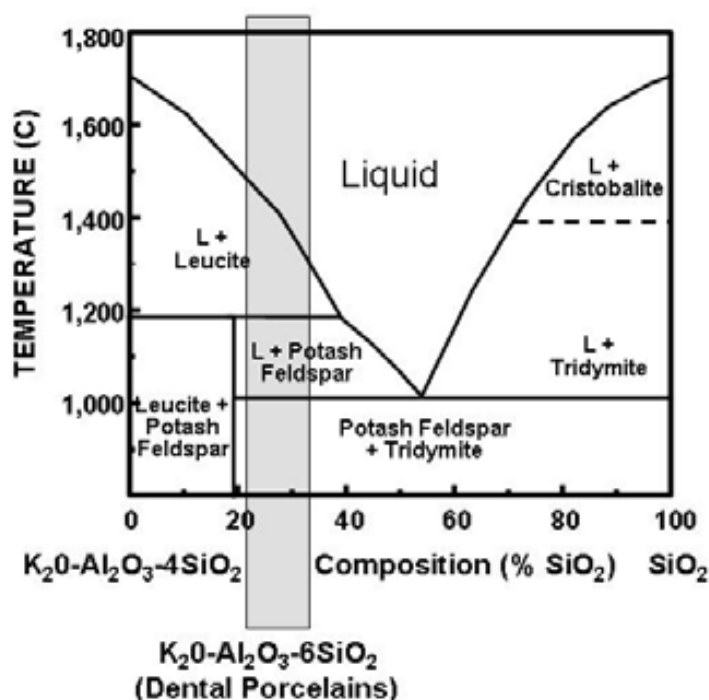 TEMPERATURE (C)
1,800
1,600
1,400
1,200
1,000
Liquid
L +
Cristobalite
L +
Leucite
L + Potash
Feldspar
L +
Tridymite
Leucite +
Potash
Feldspar
Potash Feldspar
+ Tridymite
0 20 40 60 80 100
K₂0-Al₂O₃-4SiO₂ Composition (% SiO₂) SiO₂
K₂0-Al₂O₃-6SiO₂
(Dental Porcelains)